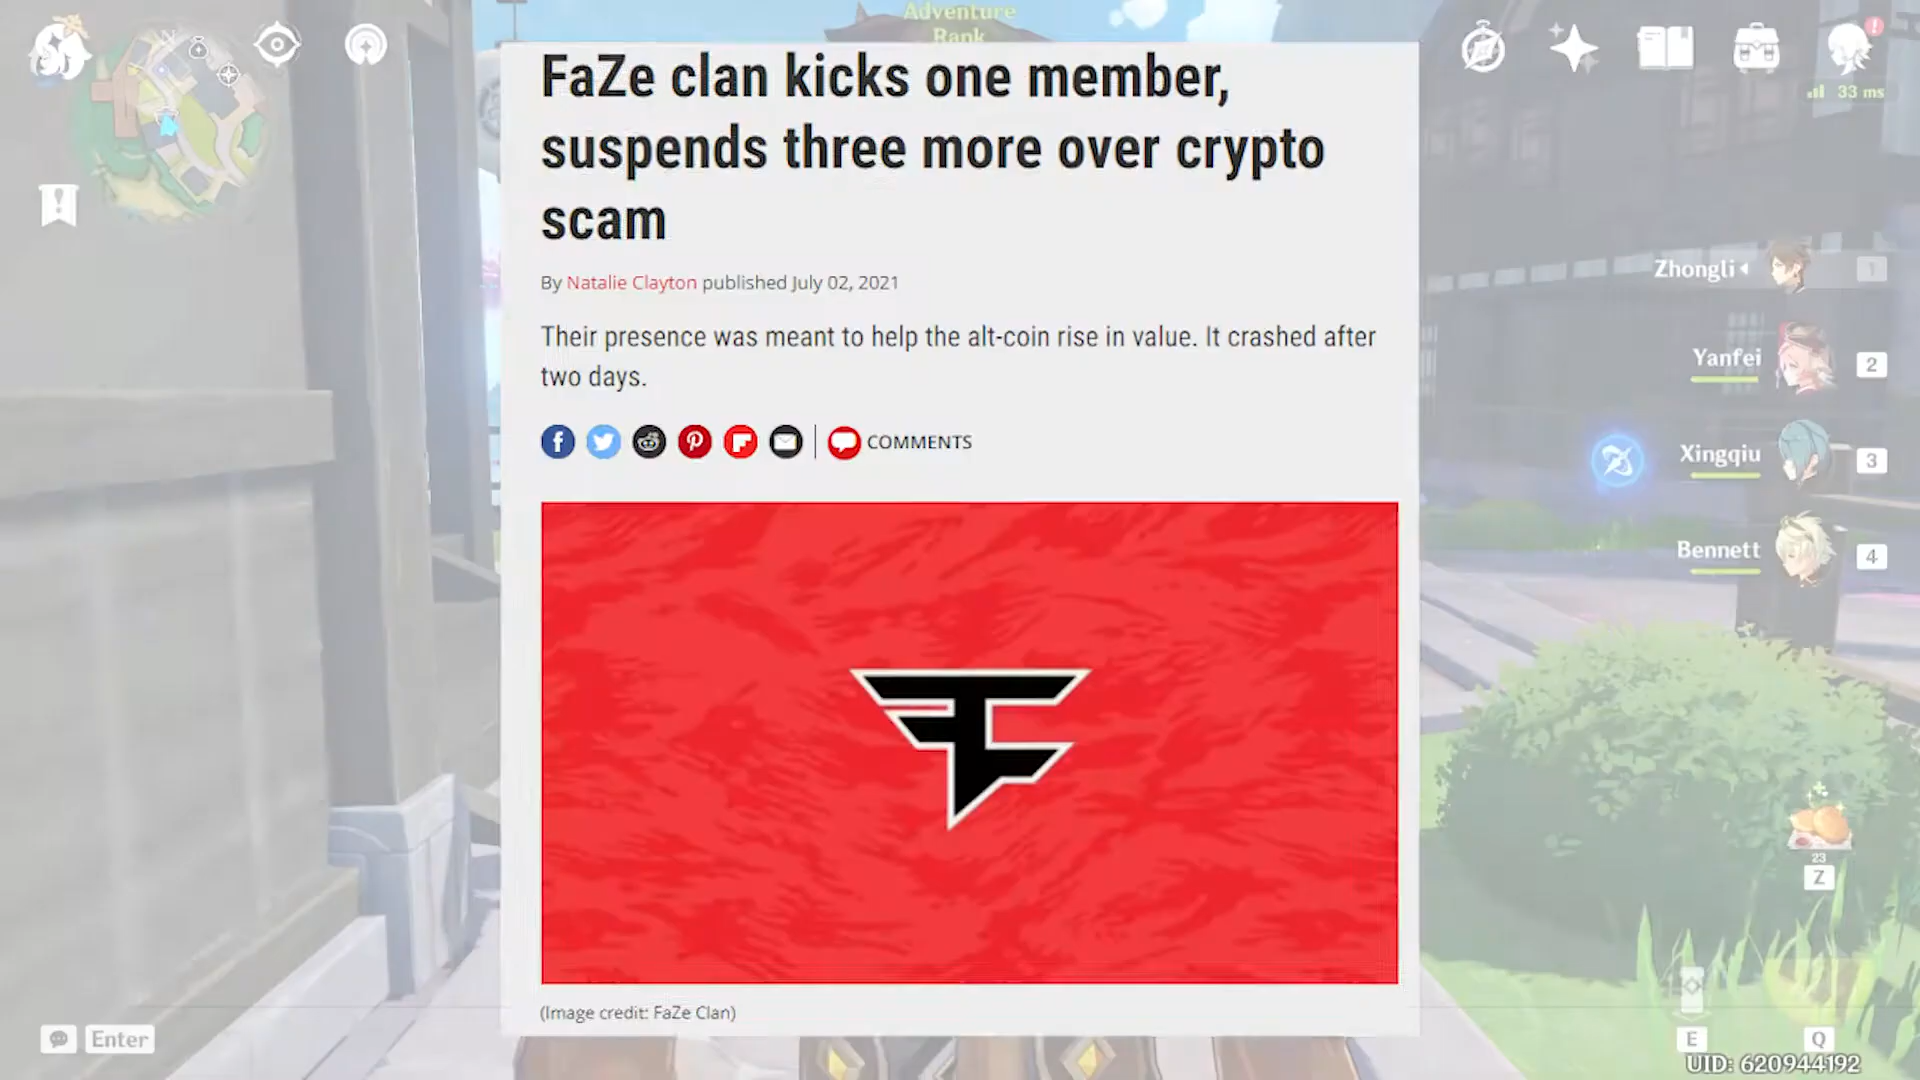 Adventure
Rank
N
33 ms
FaZe clan kicks one member,
suspends three more over crypto
scam
By Natalie Clayton published July 02, 2021
Their presence was meant to help the alt-coin rise in value. It crashed after
two days.
COMMENTS
(Image credit: FaZe Clan)
Zhongli 1
Yanfei 2
Xingqiu 3
Bennett 4
23
Z
Enter
E
Q
UID: 620944192